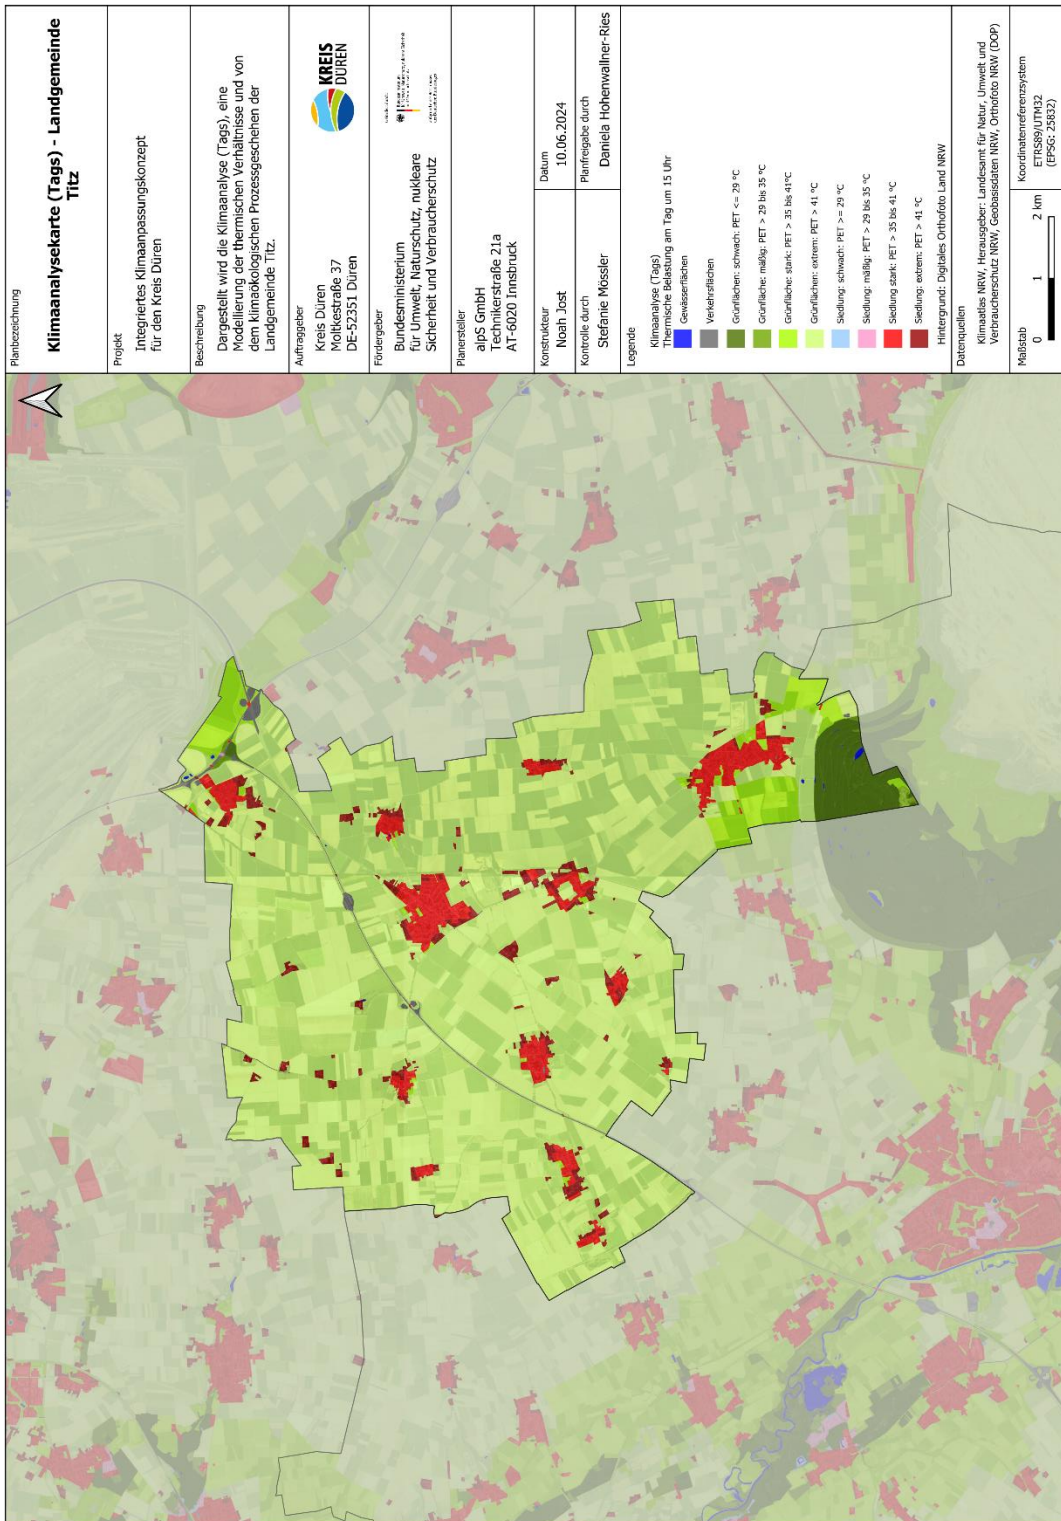 Planbezeichnung
Klimaanalysekarte (Tags) - Landgemeinde
Titz
Projekt
Integriertes Klimaanpassungskonzept
für den Kreis Düren
Beschreibung
Dargestellt wird die Klimaanalyse (Tags), eine
Modellierung der thermischen Verhältnisse und von
dem klimaökologischen Prozessgeschehen der
Landgemeinde Titz.
Auftraggeber
Kreis Düren
Moltkestraße 37
DE-52351 Düren
KREIS
DÜREN
Fördergeber
Bundesministerium
für Umwelt, Naturschutz, nukleare
Sicherheit und Verbraucherschutz
Planersteller
alpS GmbH
Technikerstraße 21a
AT-6020 Innsbruck
Konstrukteur
Noah Jost
Datum
10.06.2024
Kontrolle durch
Stefanie Mössler
Planfreigabe durch
Daniela Hohenwallner-Ries
Legende
Klimaanalyse (Tags)
Thermische Belastung am Tag um 15 Uhr
Gewässerflächen
Verkehrsflächen
Grünflächen: schwach: PET <= 29 °C
Grünfläche: mäßig: PET > 29 bis 35 °C
Grünfläche: stark: PET > 35 bis 41°C
Grünflächen: extrem: PET > 41 °C
Siedlung: schwach: PET >= 29 °C
Siedlung: mäßig: PET > 29 bis 35 °C
Siedlung stark: PET > 35 bis 41 °C
Siedlung: extrem: PET > 41 °C
Hintergrund: Digitales Orthofoto Land NRW
Datenquellen
Klimaatlas NRW, Herausgeber: Landesamt für Natur, Umwelt und
Verbraucherschutz NRW, Geobasisdaten NRW, Orthofoto NRW (DOP)
Maßstab
0 1 2 km
Koordinatenreferenzsystem
ETRS89/UTM32
(EPSG: 25832)